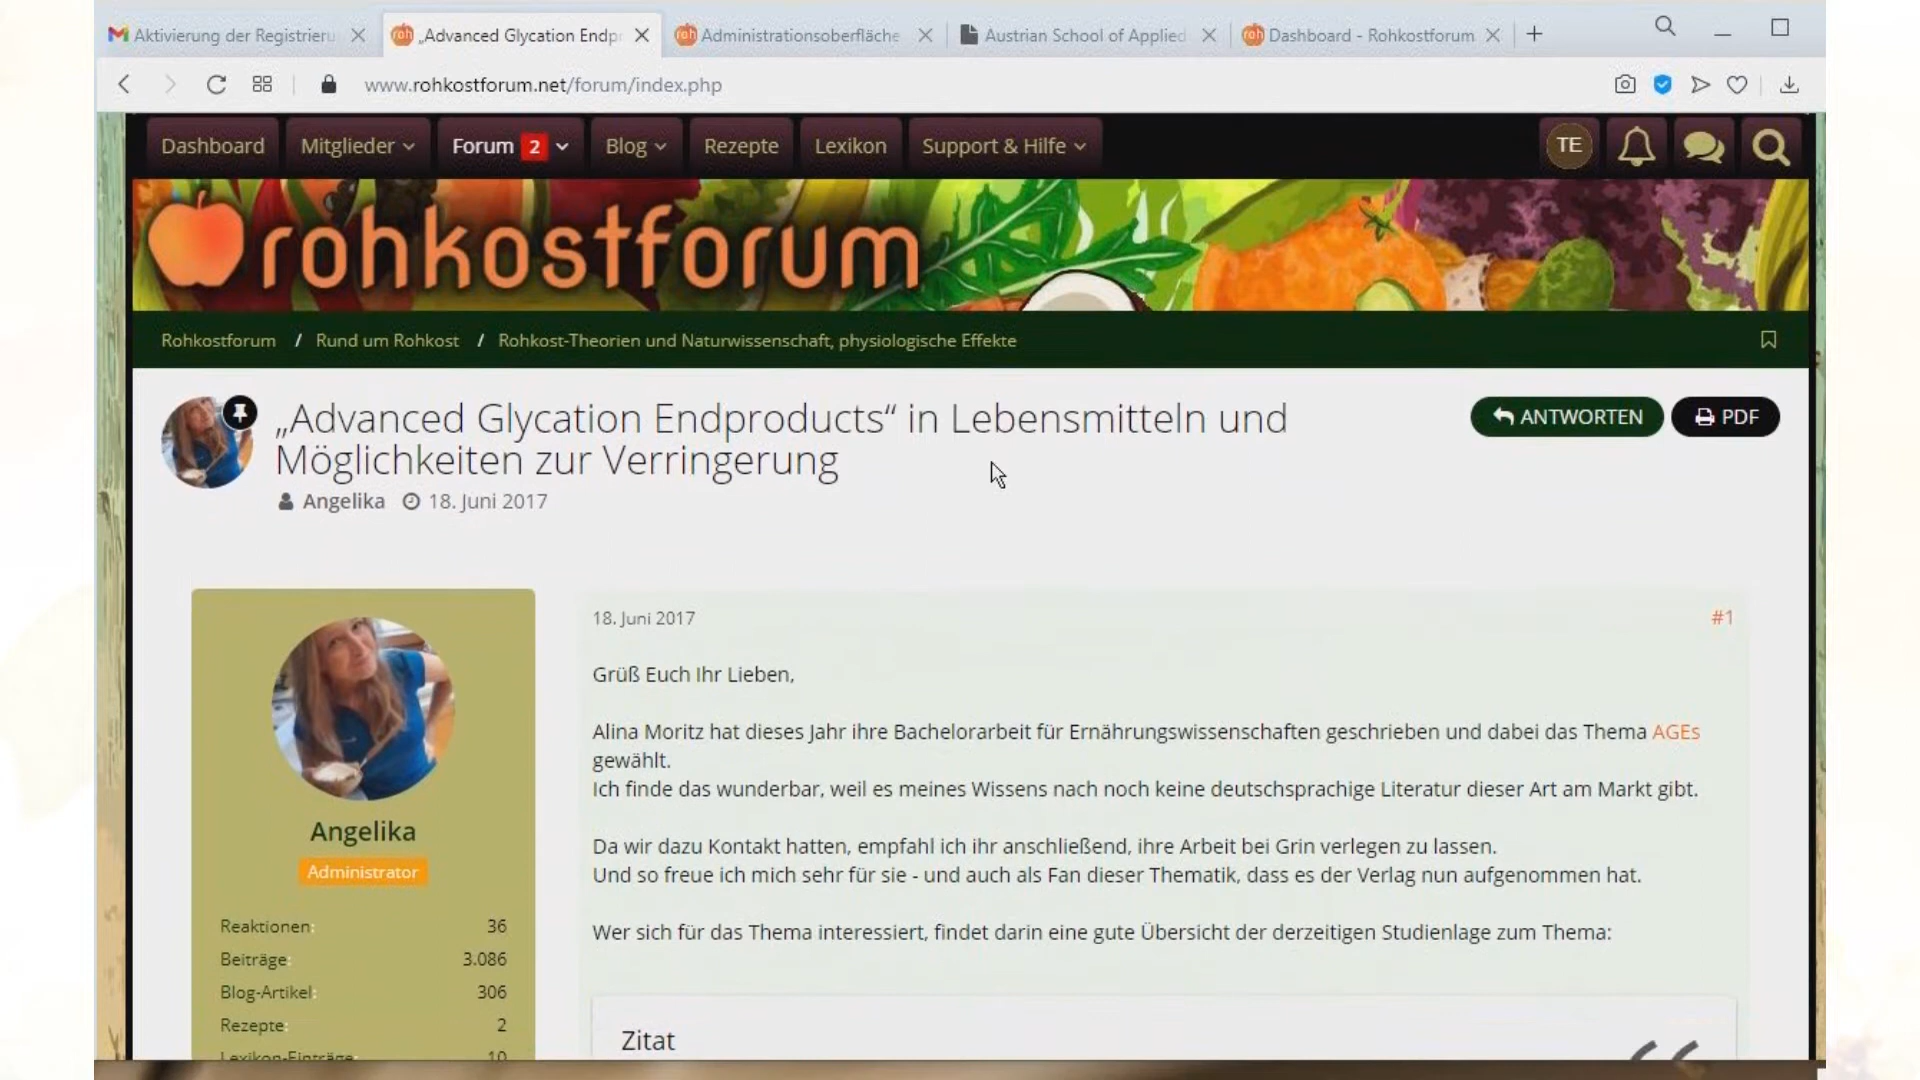 Aktivierung der Registrieru
„Advanced Glycation Endp
Administrationsoberfläche
Austrian School of Applied
Dashboard - Rohkostforum
www.rohkostforum.net/forum/index.php
Dashboard
Mitglieder
Forum 2
Blog
Rezepte
Lexikon
Support & Hilfe
TE
rohkostforum
Rohkostforum / Rund um Rohkost / Rohkost-Theorien und Naturwissenschaft, physiologische Effekte
„Advanced Glycation Endproducts“ in Lebensmitteln und
Möglichkeiten zur Verringerung
Angelika 18. Juni 2017
ANTWORTEN
PDF
Angelika
Administrator
Reaktionen: 36
Beiträge: 3.086
Blog-Artikel: 306
Rezepte: 2
Lexikon-Einträge: 10
18. Juni 2017
#1
Grüß Euch Ihr Lieben,
Alina Moritz hat dieses Jahr ihre Bachelorarbeit für Ernährungswissenschaften geschrieben und dabei das Thema AGEs
gewählt.
Ich finde das wunderbar, weil es meines Wissens nach noch keine deutschsprachige Literatur dieser Art am Markt gibt.
Da wir dazu Kontakt hatten, empfahl ich ihr anschließend, ihre Arbeit bei Grin verlegen zu lassen.
Und so freue ich mich sehr für sie - und auch als Fan dieser Thematik, dass es der Verlag nun aufgenommen hat.
Wer sich für das Thema interessiert, findet darin eine gute Übersicht der derzeitigen Studienlage zum Thema:
Zitat